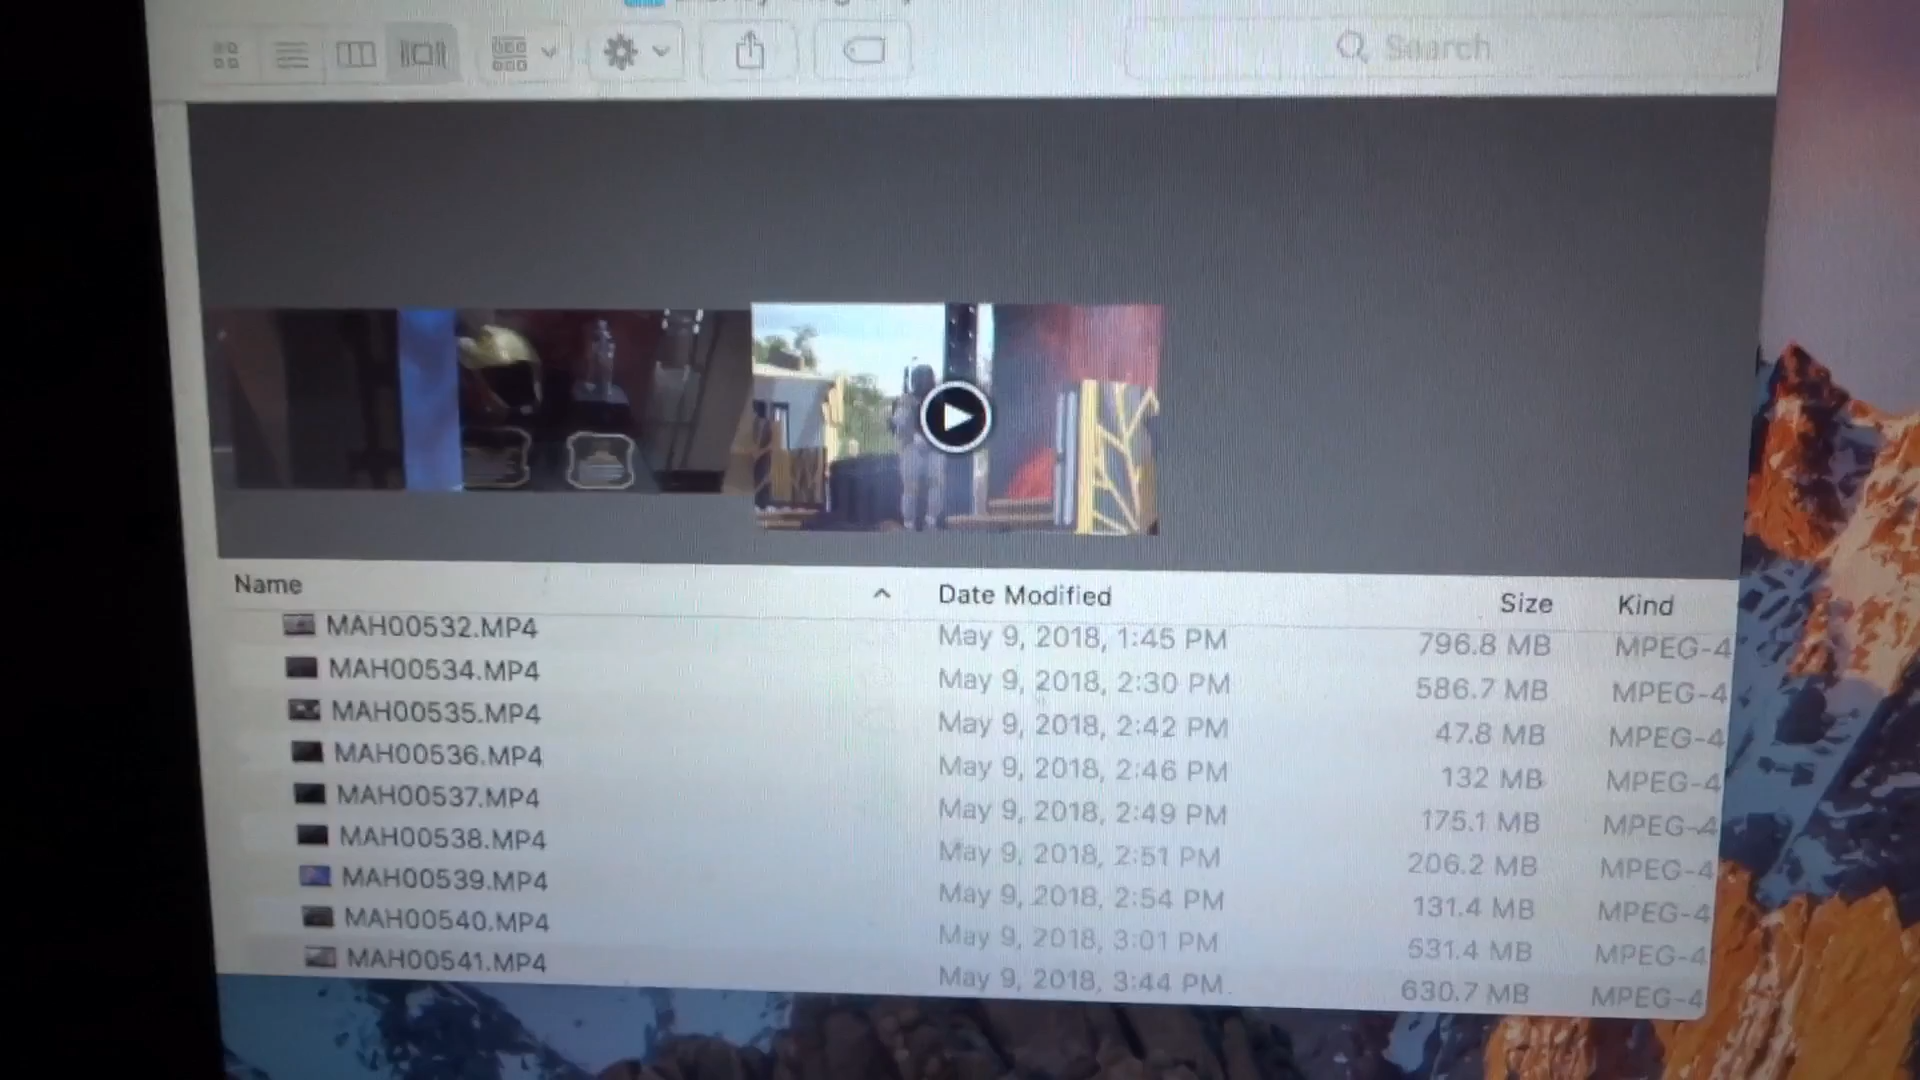 Search
Name Date Modified Size Kind
MAH00532.MP4 May 9, 2018, 1:45 PM 796.8 MB MPEG-4
MAH00534.MP4 May 9, 2018, 2:30 PM 586.7 MB MPEG-4
MAH00535.MP4 May 9, 2018, 2:42 PM 47.8 MB MPEG-4
MAH00536.MP4 May 9, 2018, 2:46 PM 132 MB MPEG-4
MAH00537.MP4 May 9, 2018, 2:49 PM 175.1 MB MPEG-4
MAH00538.MP4 May 9, 2018, 2:51 PM 206.2 MB MPEG-4
MAH00539.MP4 May 9, 2018, 2:54 PM 131.4 MB MPEG-4
MAH00540.MP4 May 9, 2018, 3:01 PM 531.4 MB MPEG-4
MAH00541.MP4 May 9, 2018, 3:44 PM 630.7 MB MPEG-4